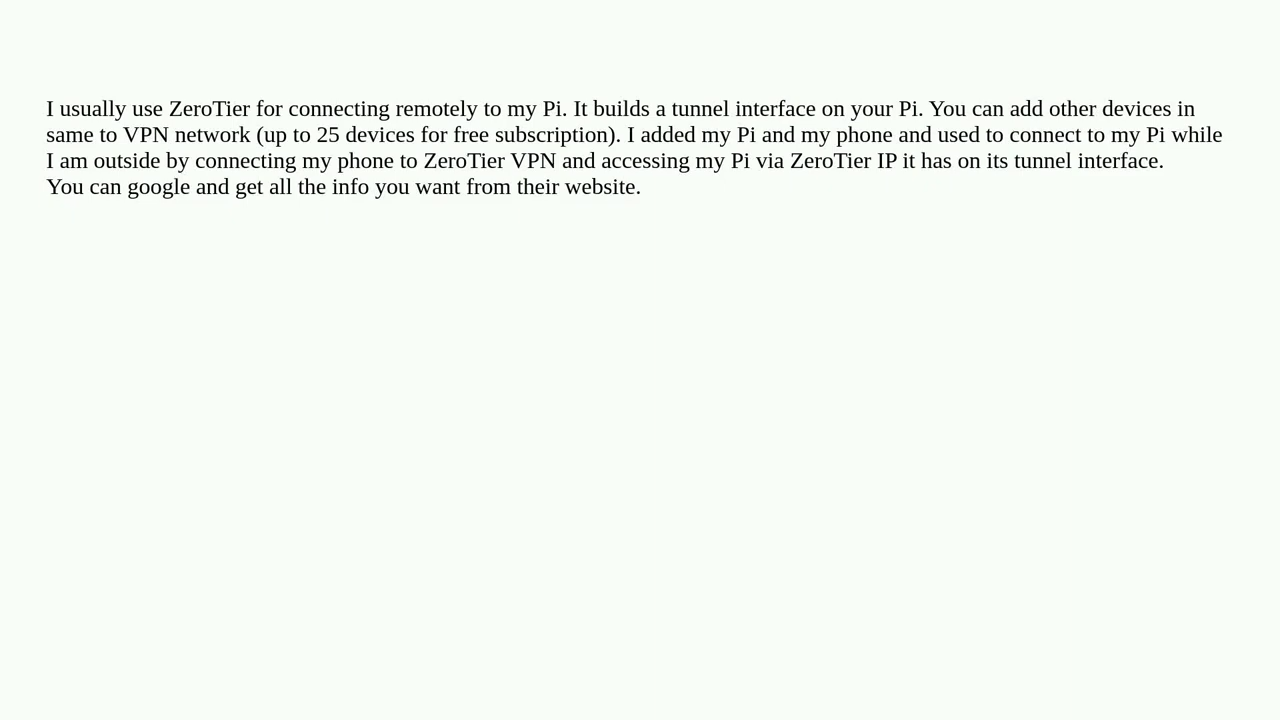 I usually use ZeroTier for connecting remotely to my Pi. It builds a tunnel interface on your Pi. You can add other devices in
same to VPN network (up to 25 devices for free subscription). I added my Pi and my phone and used to connect to my Pi while
I am outside by connecting my phone to ZeroTier VPN and accessing my Pi via ZeroTier IP it has on its tunnel interface.
You can google and get all the info you want from their website.